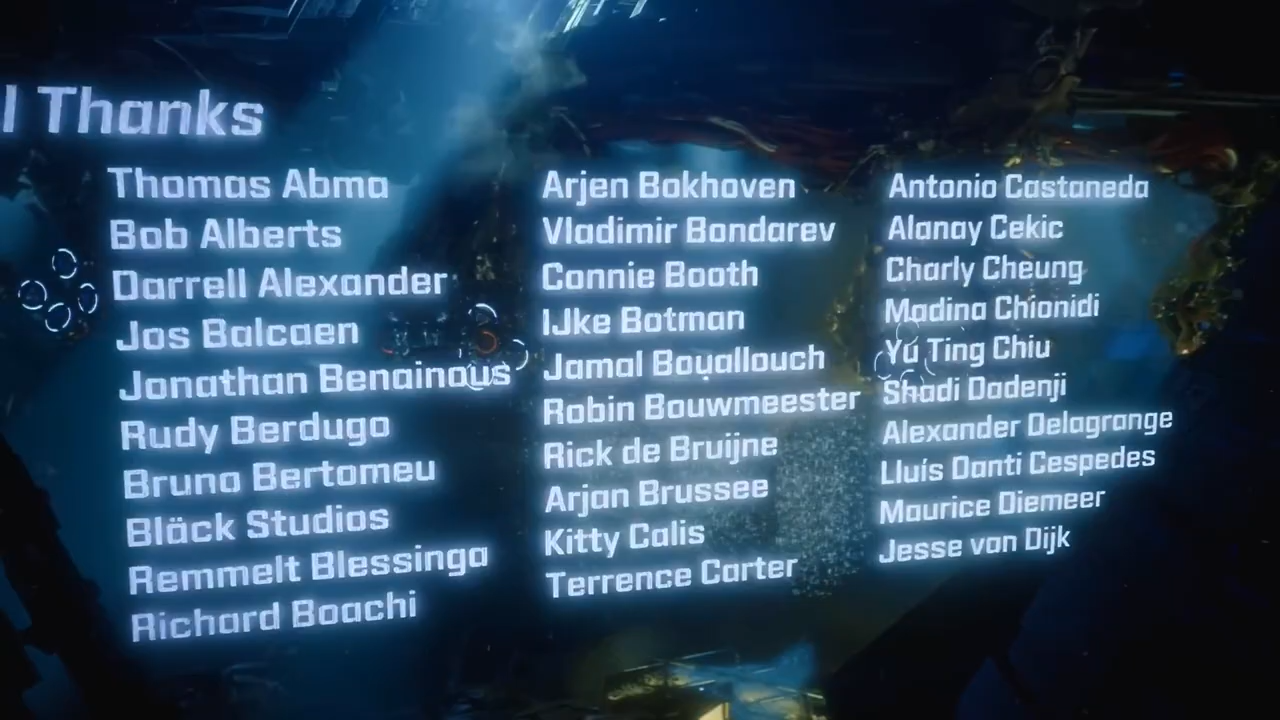 l Thanks
Thomas Abma
Bob Alberts
Darrell Alexander
Jos Balcaen
Jonathan Benainous
Rudy Berdugo
Bruno Bertomeu
Bläck Studios
Remmelt Blessinga
Richard Boachi
Arjen Bokhoven
Vladimir Bondarev
Connie Booth
IJke Botman
Jamal Bouallouch
Robin Bouwmeester
Rick de Bruijne
Arjan Brussee
Kitty Calis
Terrence Carter
Antonio Castaneda
Alanay Cekic
Charly Cheung
Madina Chionidi
Yu Ting Chiu
Shadi Dadenji
Alexander Delagrange
Lluís Danti Cespedes
Maurice Diemeer
Jesse van Dijk